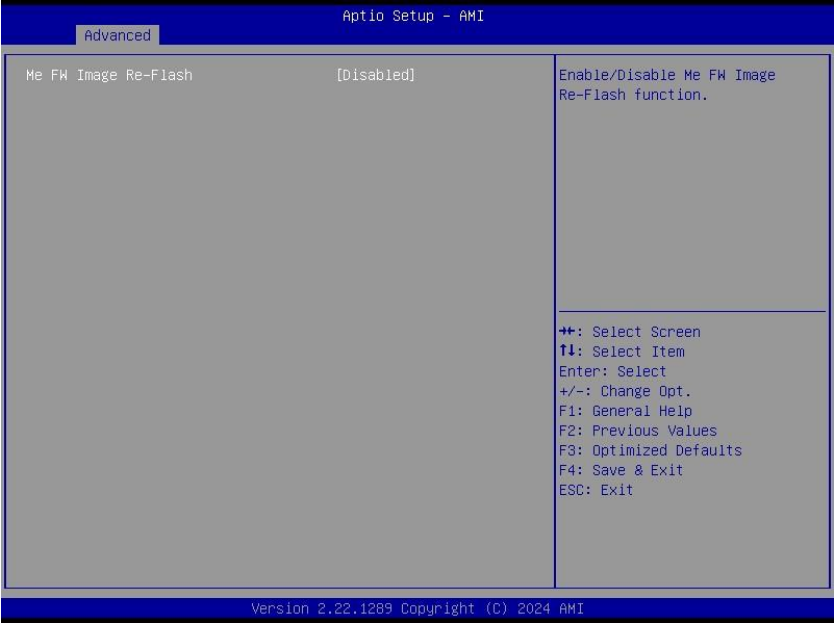 Aptio Setup – AMI
Advanced
Me FW Image Re-Flash [Disabled]
Enable/Disable Me FW Image
Re-Flash function.
→←: Select Screen
↑↓: Select Item
Enter: Select
+/-: Change Opt.
F1: General Help
F2: Previous Values
F3: Optimized Defaults
F4: Save & Exit
ESC: Exit
Version 2.22.1289 Copyright (C) 2024 AMI